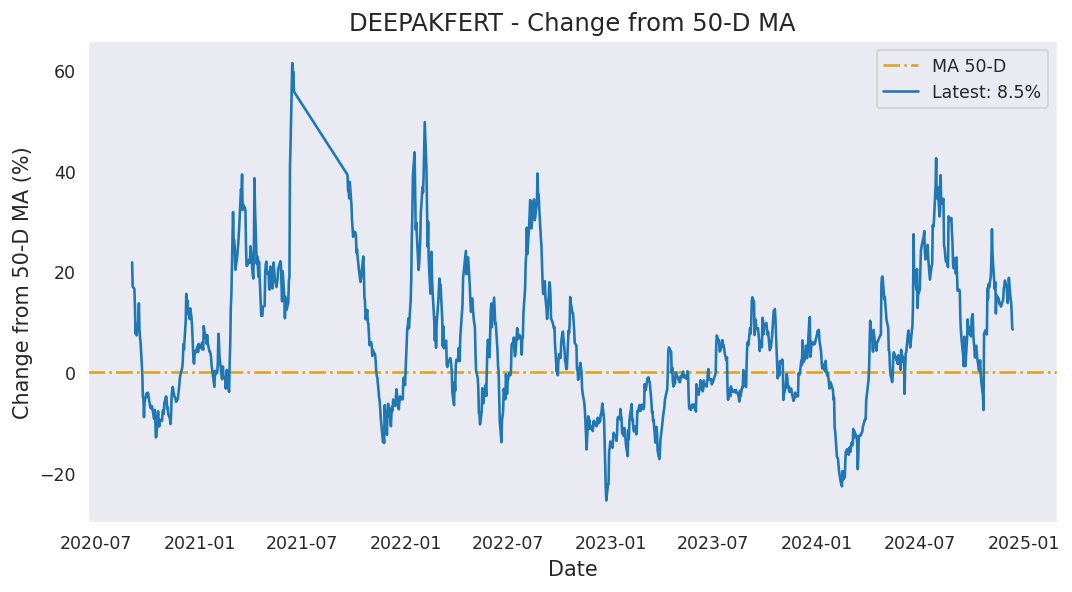 DEEPAKFERT - Change from 50-D MA
MA 50-D
Latest: 8.5%
Change from 50-D MA (%)
60
40
20
0
−20
2020-07 2021-01 2021-07 2022-01 2022-07 2023-01 2023-07 2024-01 2024-07 2025-01
Date